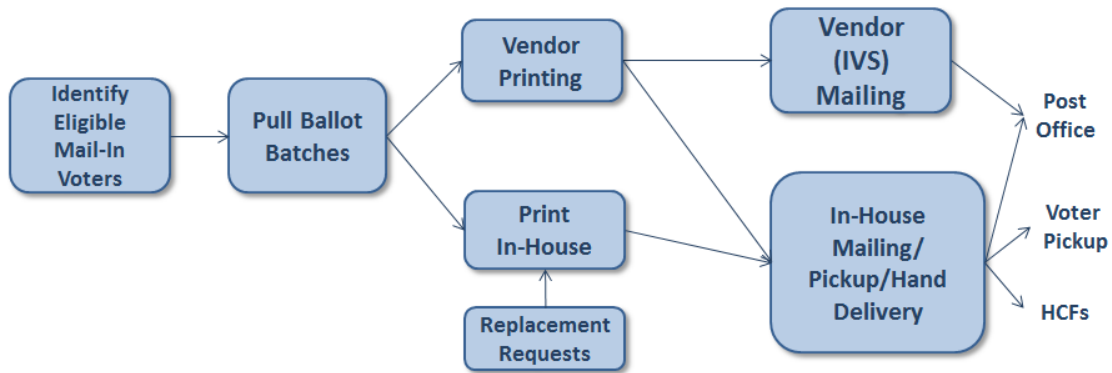 Identify
Eligible
Mail-In
Voters
Pull Ballot
Batches
Vendor
Printing
Print
In-House
Replacement
Requests
Vendor
(IVS)
Mailing
In-House
Mailing/
Pickup/Hand
Delivery
Post
Office
Voter
Pickup
HCFs